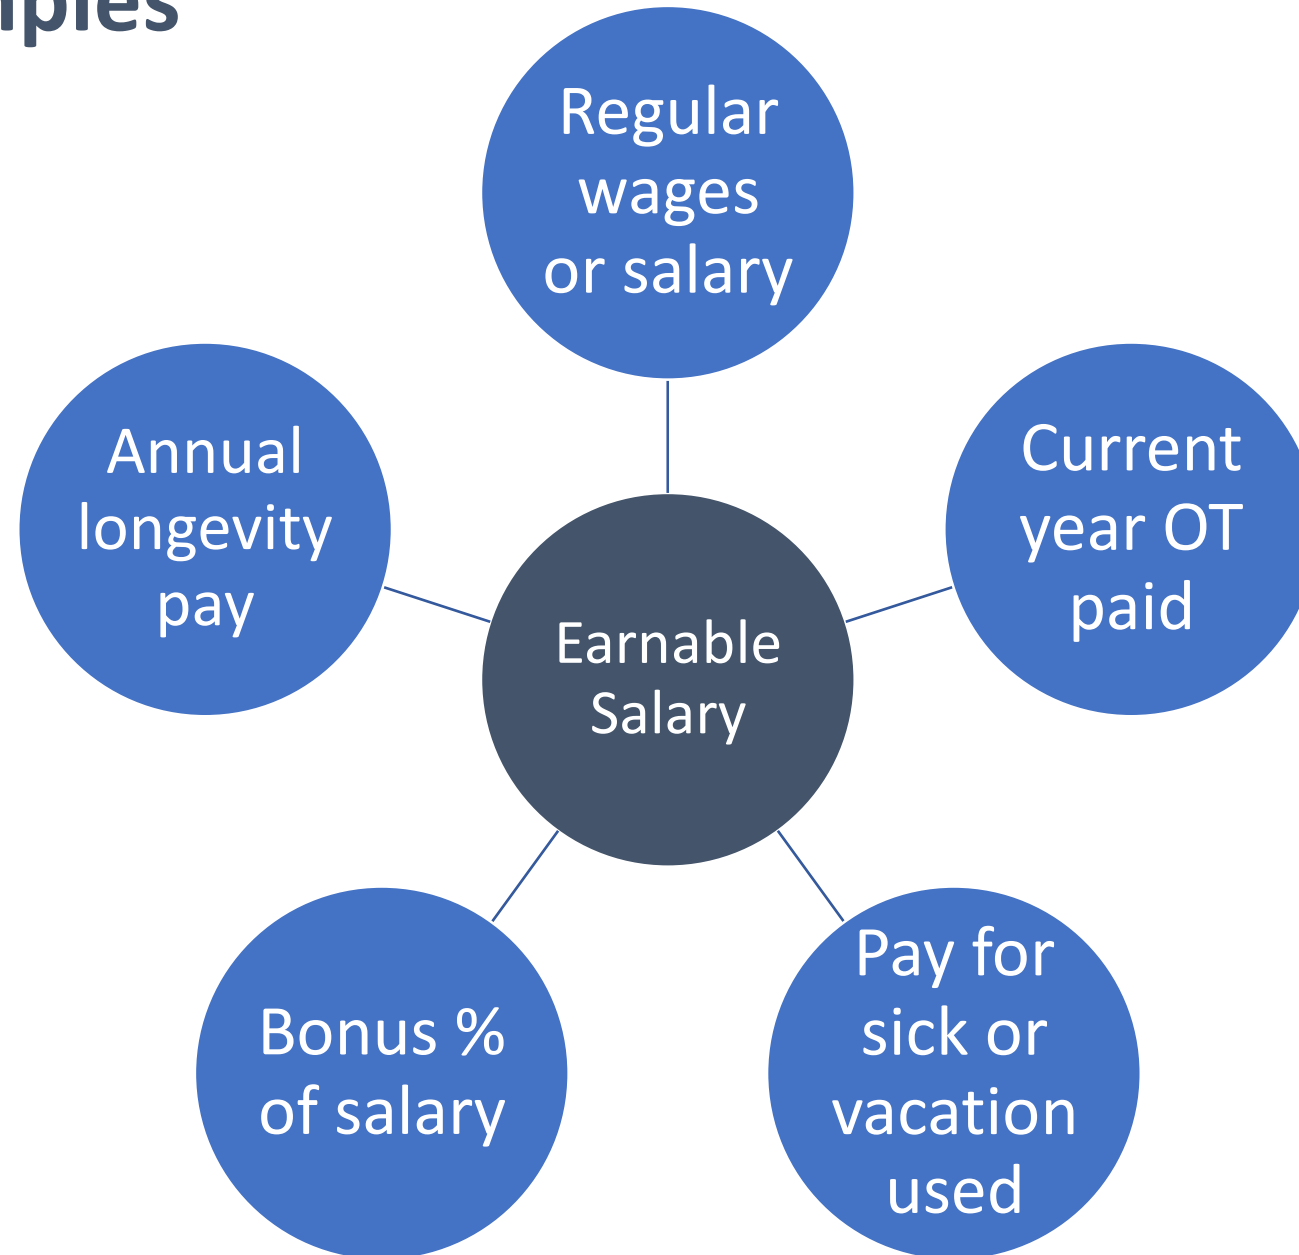 Regular
wages
or salary
Current
year OT
paid
Pay for
sick or
vacation
used
Bonus %
of salary
Annual
longevity
pay
Earnable
Salary